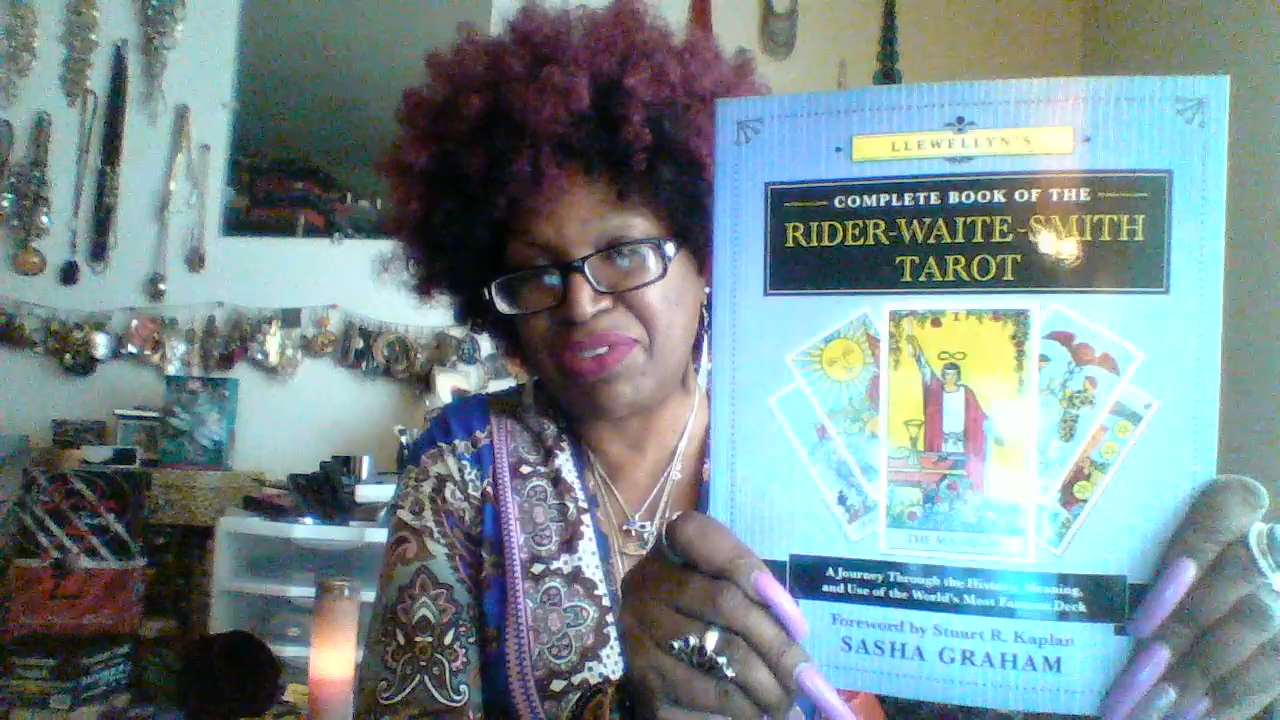 LLEWELLYN'S
COMPLETE BOOK OF THE
RIDER-WAITE-SMITH
TAROT
I
THE MAGICIAN
A Journey Through the History, Meaning,
and Use of the World's Most Famous Deck
Foreword by Stuart R. Kaplan
SASHA GRAHAM